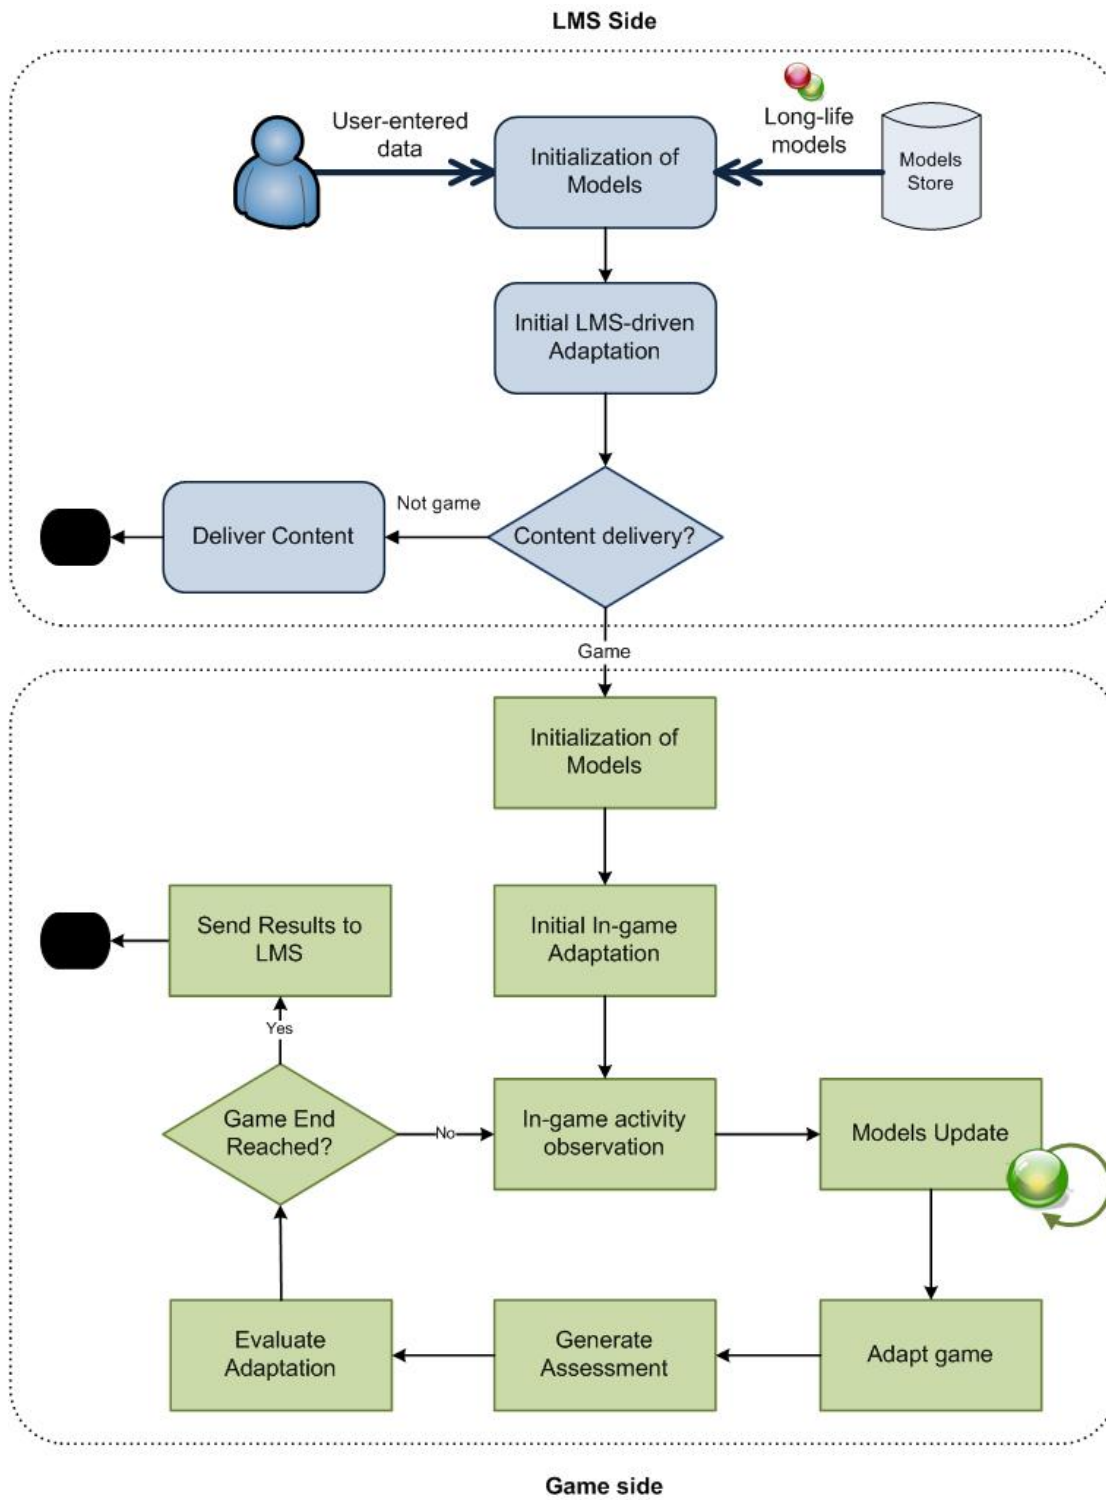 LMS Side
User-entered
data
Initialization of
Models
Long-life
models
Models
Store
Initial LMS-driven
Adaptation
Deliver Content
Not game
Content delivery?
Game
Initialization of
Models
Send Results to
LMS
Initial In-game
Adaptation
Yes
Game End
Reached?
No
In-game activity
observation
Models Update
Evaluate
Adaptation
Generate
Assessment
Adapt game
Game side